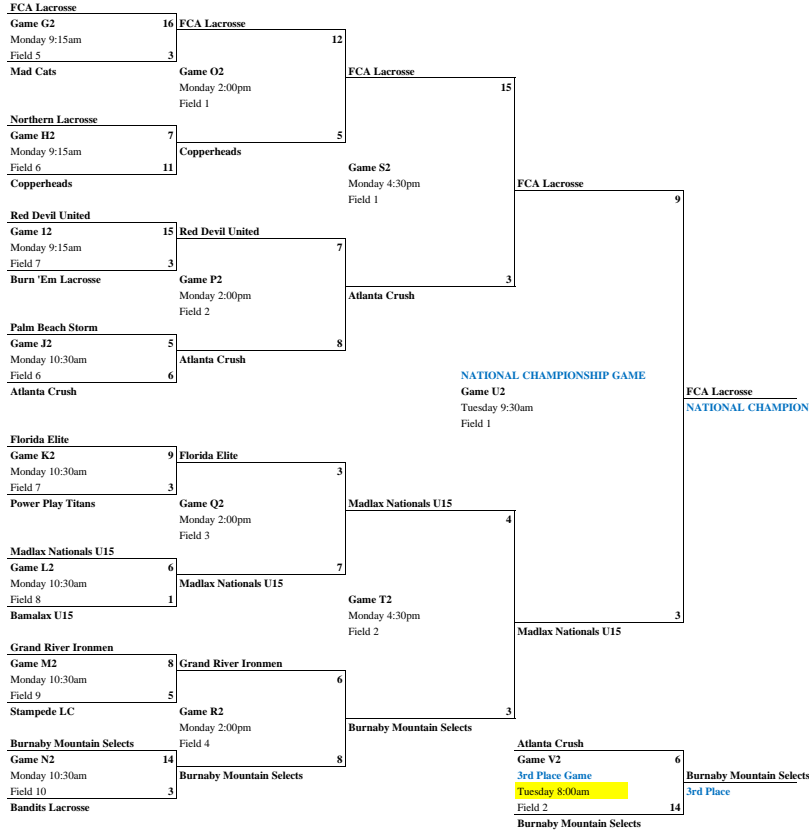 FCA Lacrosse
Game G2 16 FCA Lacrosse
Monday 9:15am 12
Field 5 3
Mad Cats Game O2 FCA Lacrosse
Monday 2:00pm 15
Field 1
Northern Lacrosse
Game H2 7 5
Monday 9:15am Copperheads
Field 6 11 Game S2
Copperheads Monday 4:30pm FCA Lacrosse
Field 1 9
Red Devil United
Game 12 15 Red Devil United
Monday 9:15am 7
Field 7 3
Burn 'Em Lacrosse Game P2 3
Monday 2:00pm Atlanta Crush
Field 2
Palm Beach Storm
Game J2 5 8
Monday 10:30am Atlanta Crush
Field 6 6 NATIONAL CHAMPIONSHIP GAME
Atlanta Crush Game U2 FCA Lacrosse
Tuesday 9:30am NATIONAL CHAMPION
Field 1
Florida Elite
Game K2 9 Florida Elite
Monday 10:30am 3
Field 7 3
Power Play Titans Game Q2 Madlax Nationals U15
Monday 2:00pm 4
Field 3
Madlax Nationals U15
Game L2 6 7
Monday 10:30am Madlax Nationals U15
Field 8 1 Game T2
Bamalax U15 Monday 4:30pm 3
Field 2 Madlax Nationals U15
Grand River Ironmen
Game M2 8 Grand River Ironmen
Monday 10:30am 6
Field 9 5
Stampede LC Game R2 3
Monday 2:00pm Burnaby Mountain Selects
Burnaby Mountain Selects Field 4 Atlanta Crush
Game N2 14 8 Game V2 6
Monday 10:30am Burnaby Mountain Selects 3rd Place Game Burnaby Mountain Selects
Field 10 3 Tuesday 8:00am 3rd Place
Bandits Lacrosse Field 2 14
Burnaby Mountain Selects